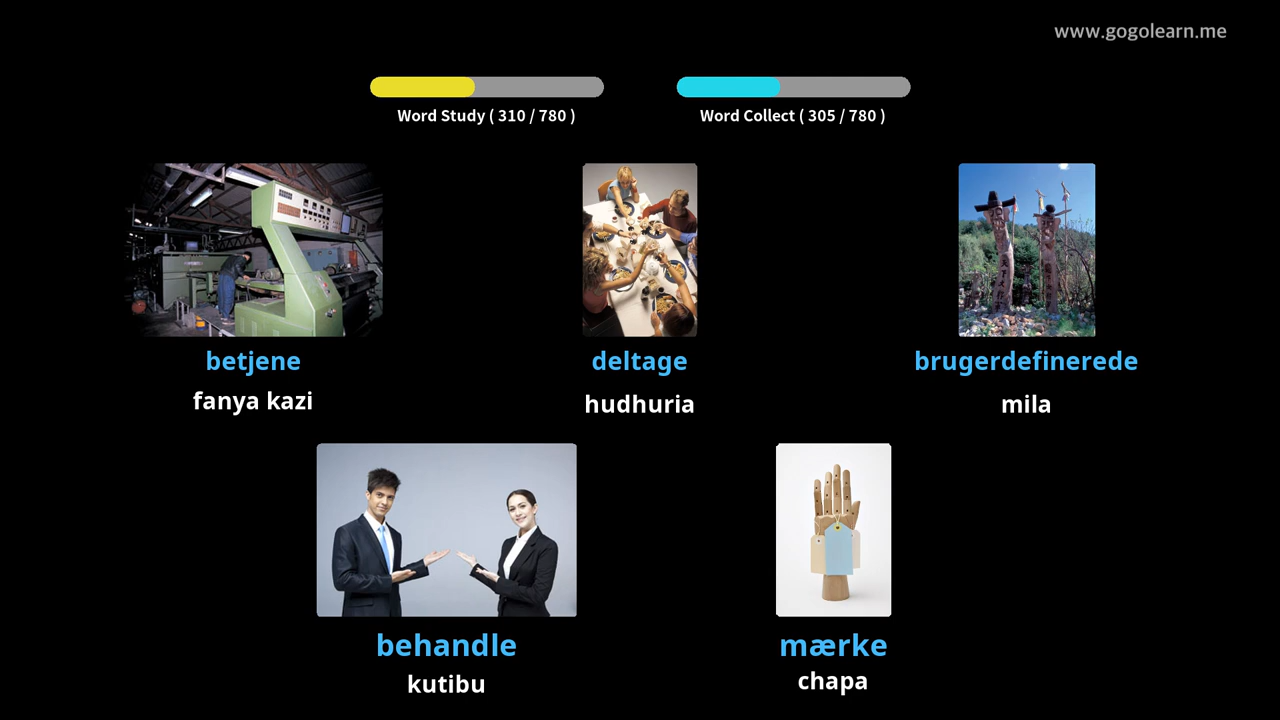 www.gogolearn.me
Word Study ( 310 / 780 )
Word Collect ( 305 / 780 )
betjene
deltage
brugerdefinerede
fanya kazi
hudhuria
mila
behandle
mærke
kutibu
chapa